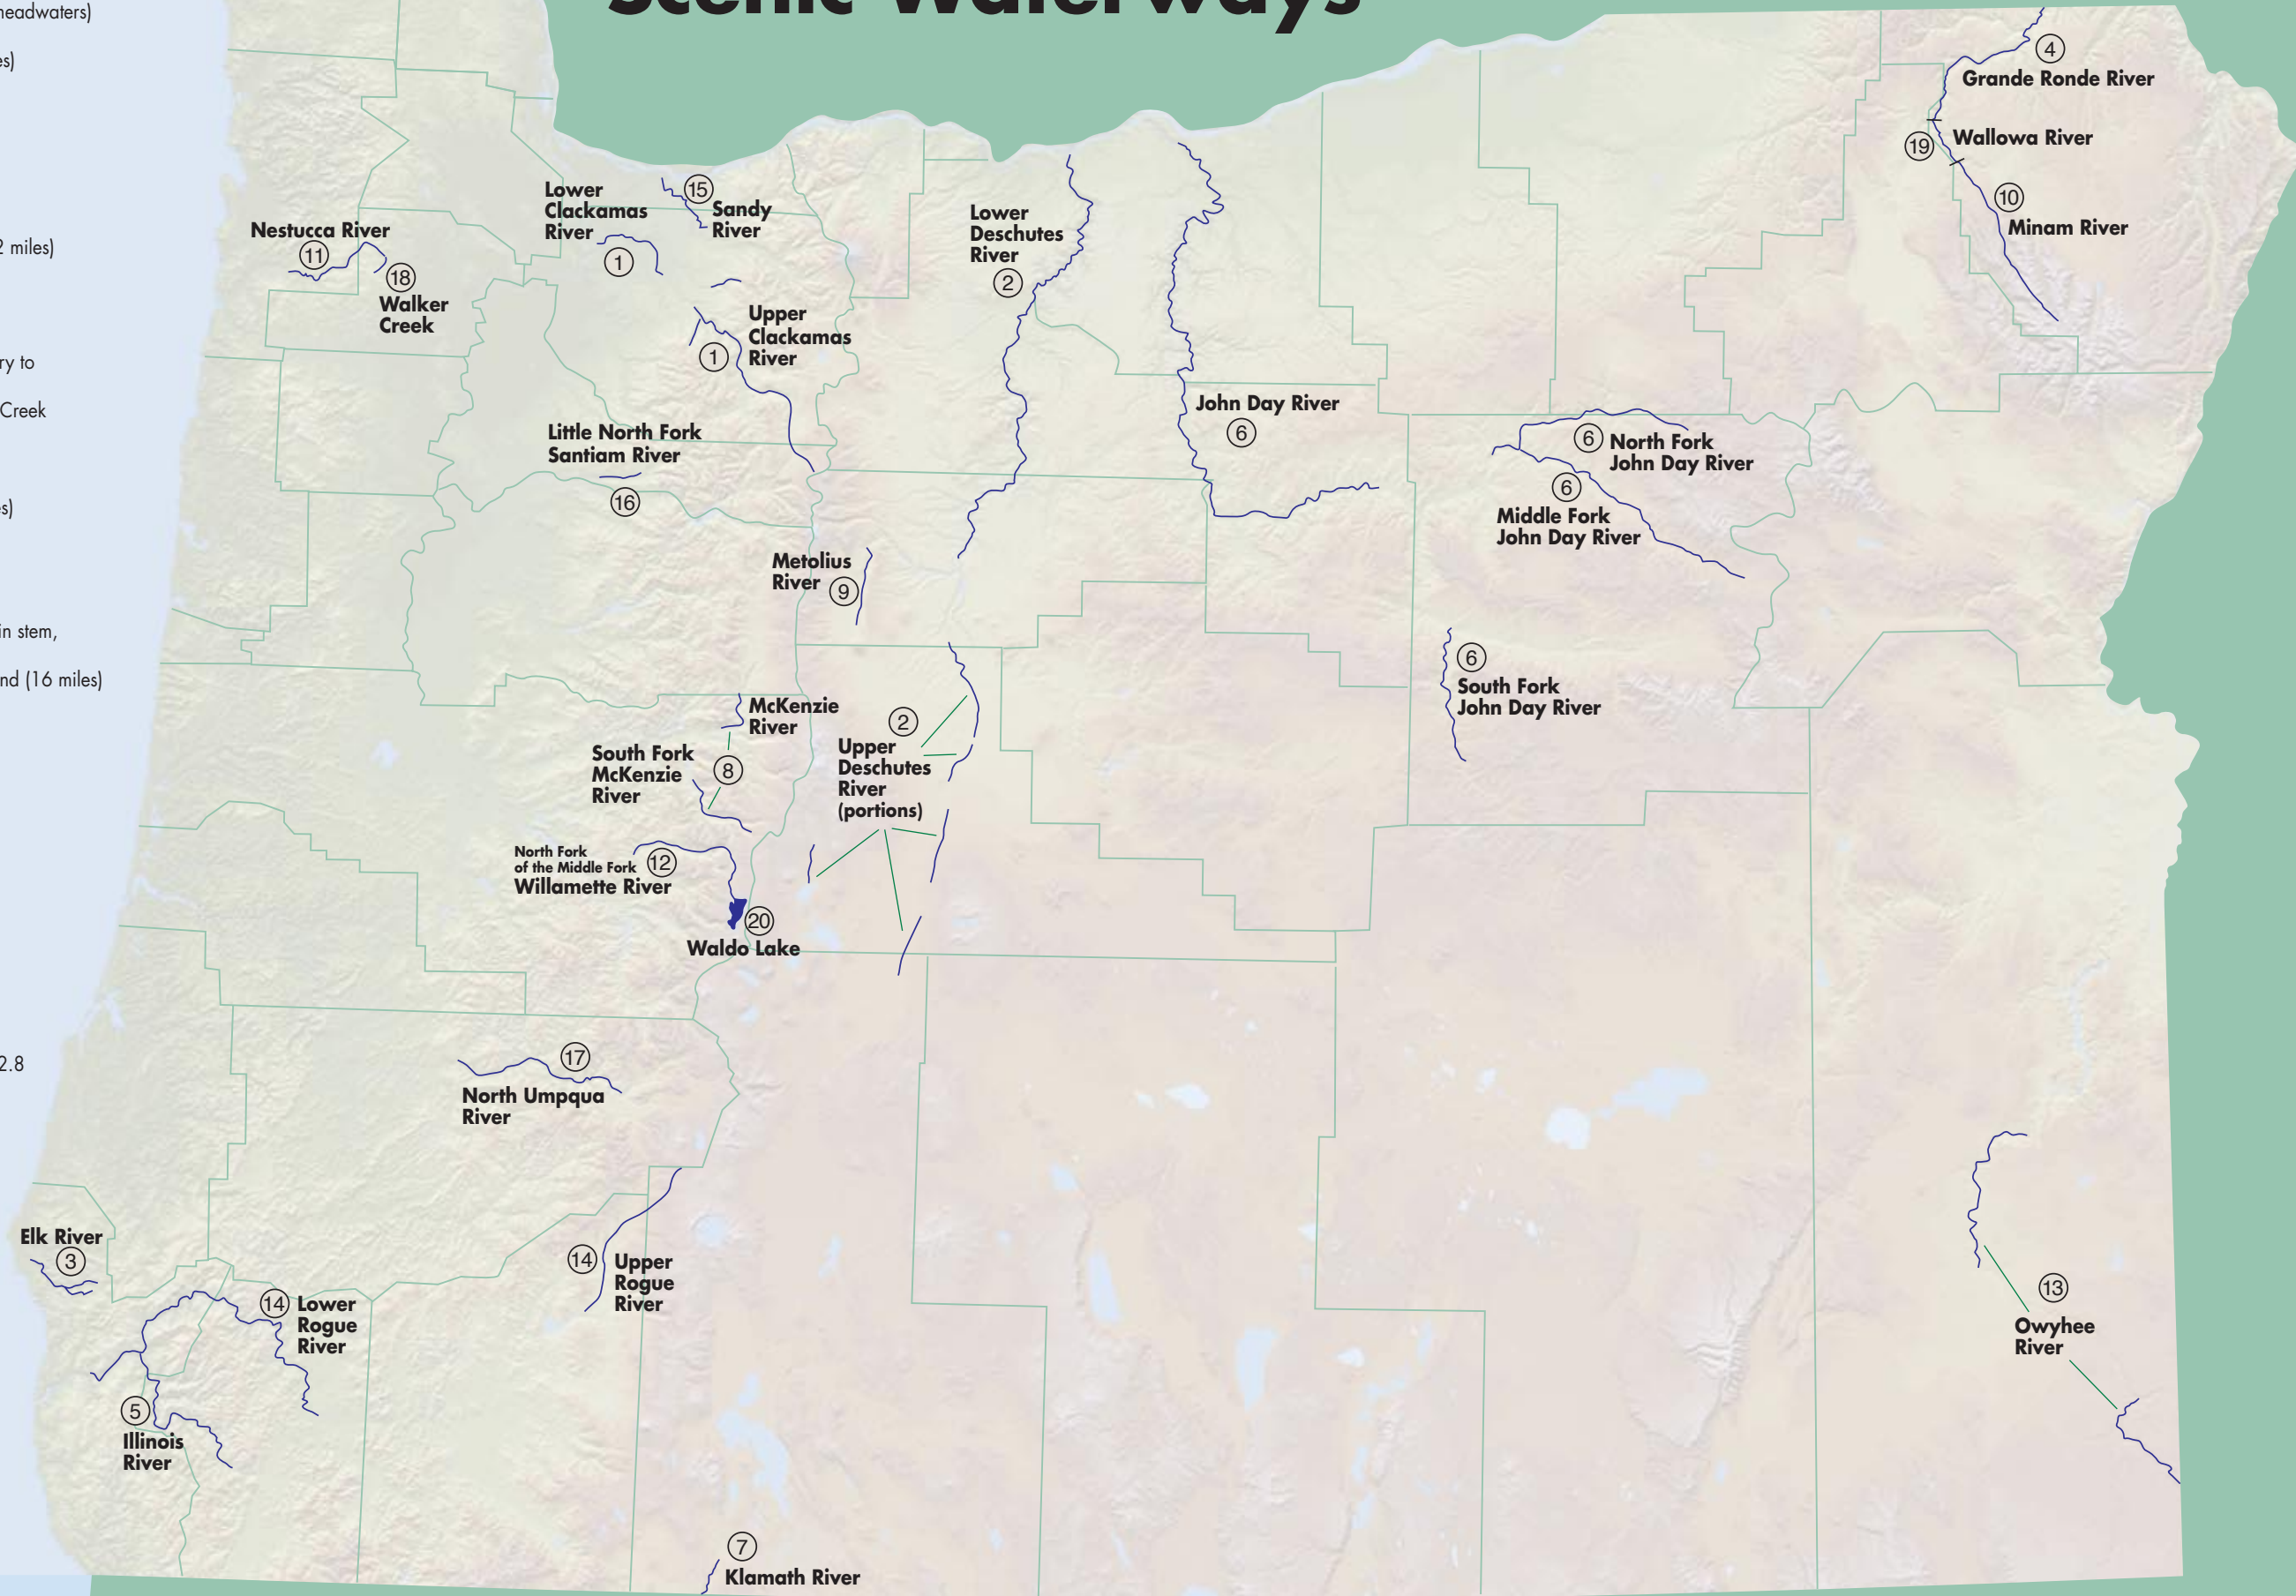 Scenic Waterways
headwaters)
es)
2 miles)
ry to
Creek
s)
in stem,
nd (16 miles)
2.8
4
Grande Ronde River
19
Wallowa River
10
Minam River
Nestucca River
11
18
Walker
Creek
Lower
Clackamas
River
1
15
Sandy
River
Upper
Clackamas
River
1
Lower
Deschutes
River
2
John Day River
6
6
North Fork
John Day River
6
Middle Fork
John Day River
Little North Fork
Santiam River
16
Metolius
River
9
6
South Fork
John Day River
McKenzie
River
South Fork
McKenzie
River
8
2
Upper
Deschutes
River
(portions)
North Fork
of the Middle Fork
Willamette River
12
20
Waldo Lake
17
North Umpqua
River
Elk River
3
14
Upper
Rogue
River
14
Lower
Rogue
River
5
Illinois
River
13
Owyhee
River
7
Klamath River